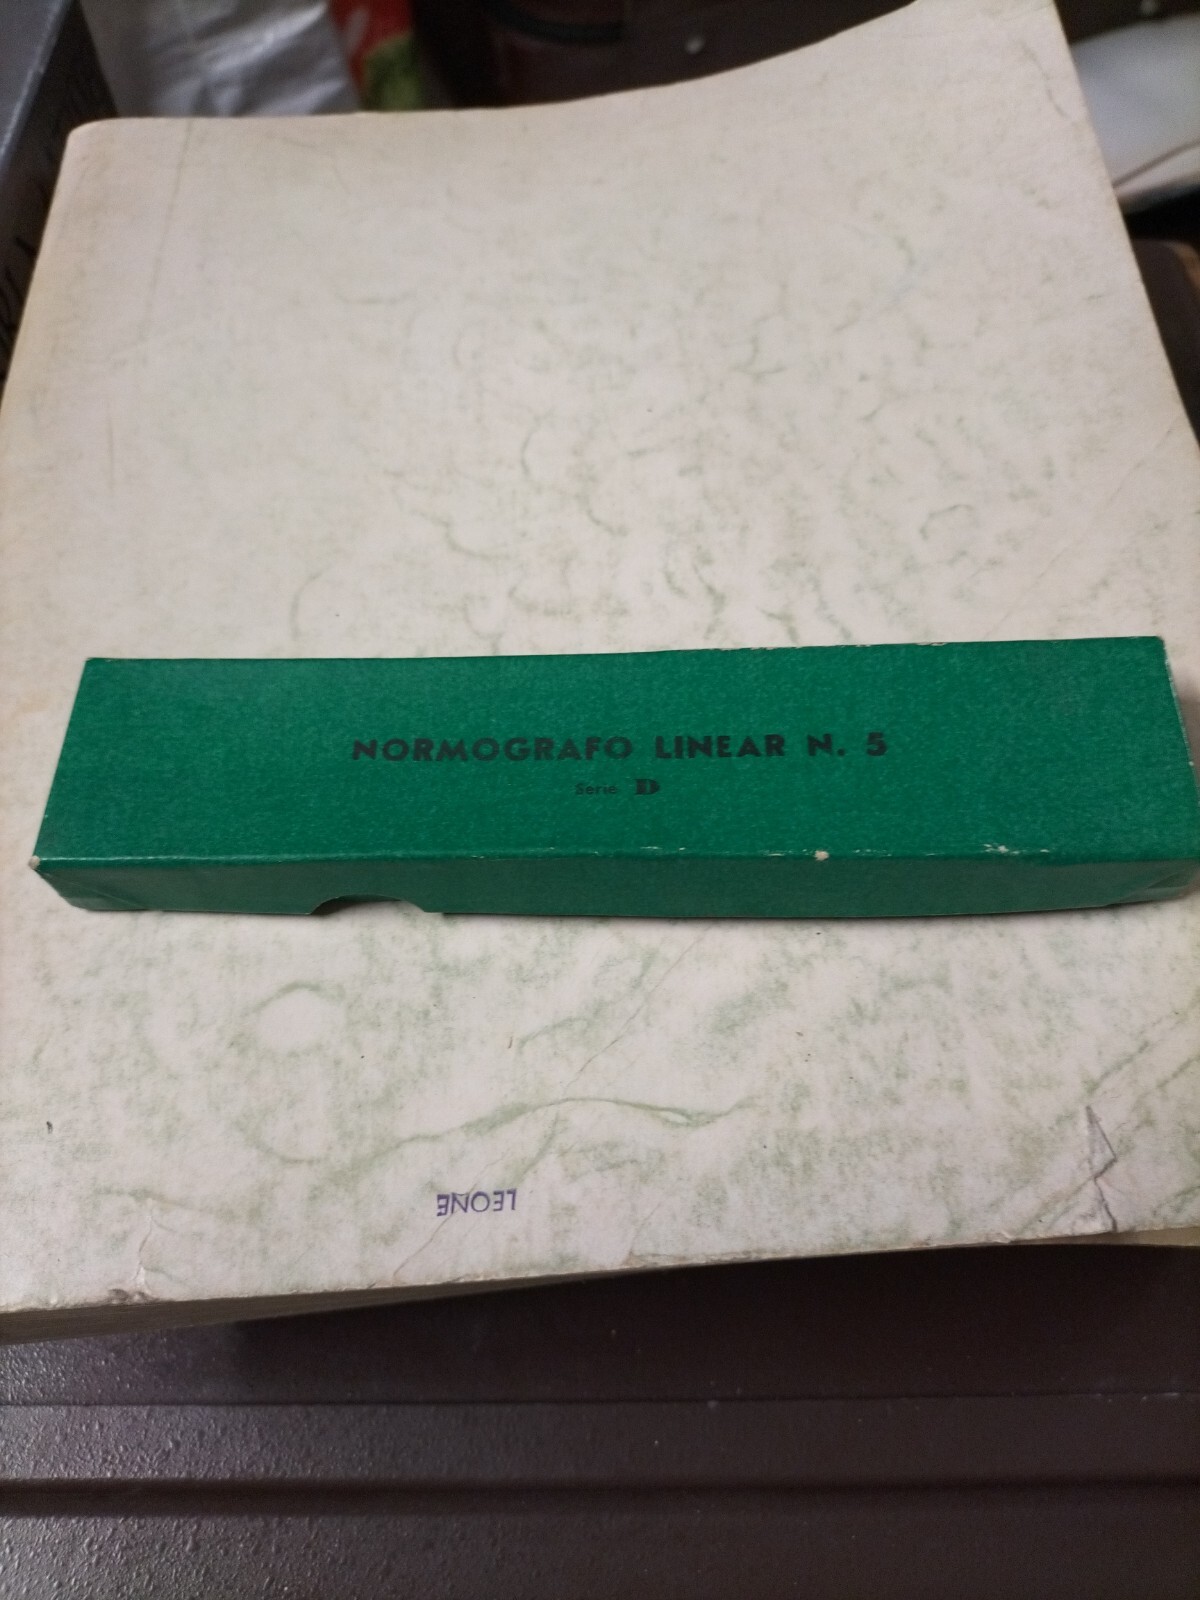 NORMOGRAFO LINEAR N. 5
Serie D
LEONE